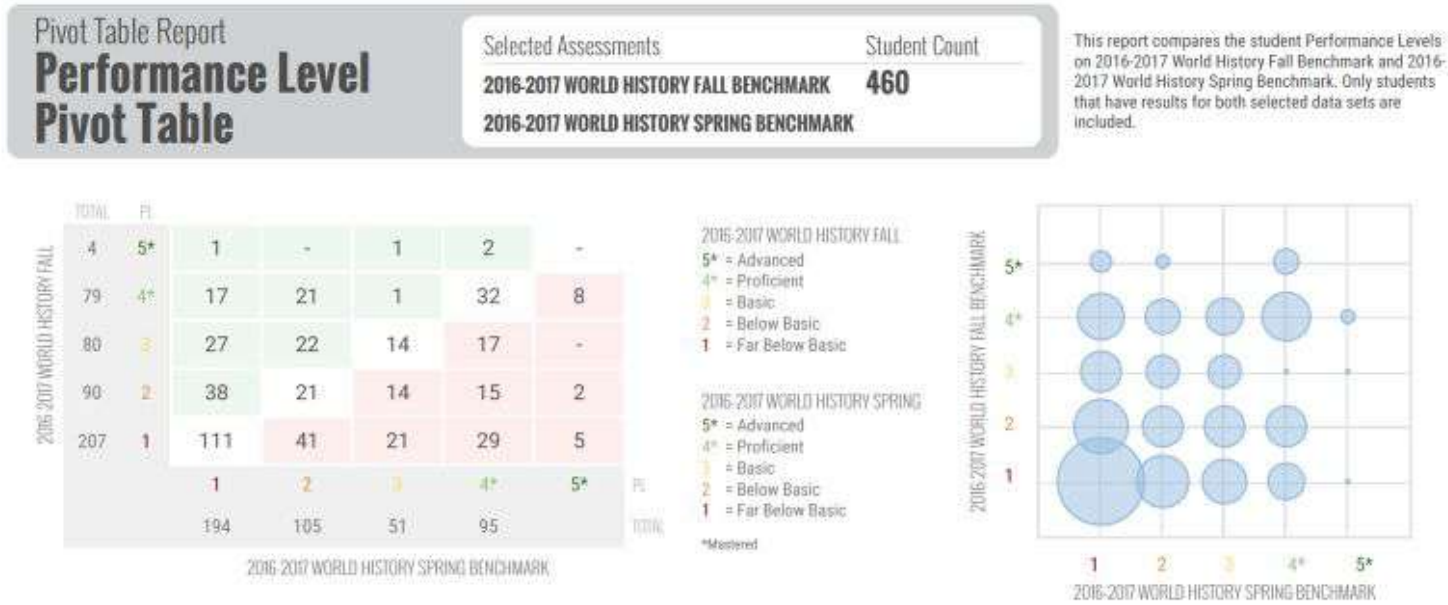 Pivot Table Report
Performance Level
Pivot Table
Selected Assessments Student Count
2016-2017 WORLD HISTORY FALL BENCHMARK 460
2016-2017 WORLD HISTORY SPRING BENCHMARK
This report compares the student Performance Levels
on 2016-2017 World History Fall Benchmark and 2016-
2017 World History Spring Benchmark. Only students
that have results for both selected data sets are
included.
TOTAL PL
2016-2017 WORLD HISTORY FALL
4 5* 1 - 1 2 -
79 4* 17 21 1 32 8
80 3 27 22 14 17 -
90 2 38 21 14 15 2
207 1 111 41 21 29 5
1 2 3 4* 5* PL
194 105 51 95 TOTAL
2016-2017 WORLD HISTORY SPRING BENCHMARK
2016-2017 WORLD HISTORY FALL
5* = Advanced
4* = Proficient
3 = Basic
2 = Below Basic
1 = Far Below Basic
2016-2017 WORLD HISTORY SPRING
5* = Advanced
4* = Proficient
3 = Basic
2 = Below Basic
1 = Far Below Basic
*Mastered
2016-2017 WORLD HISTORY FALL BENCHMARK
5*
4*
3
2
1
1 2 3 4* 5*
2016-2017 WORLD HISTORY SPRING BENCHMARK